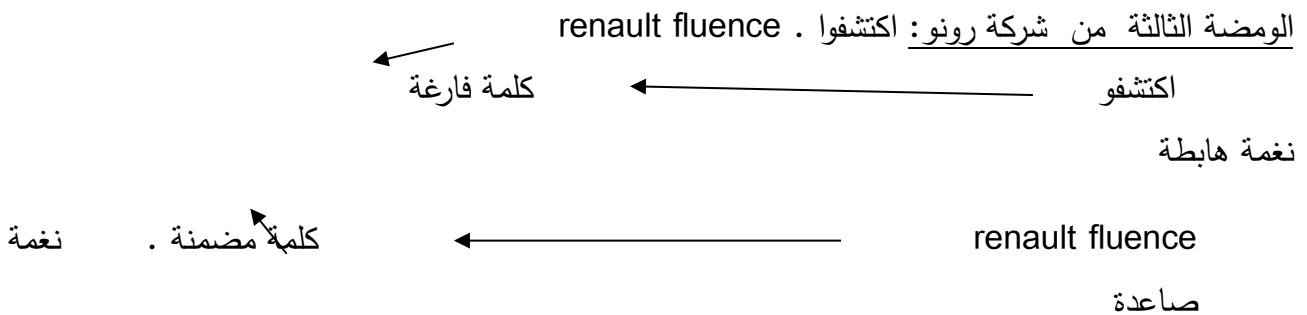 الومضة الثالثة من شركة رونو: اكتشفوا . renault fluence
اكتشفو كلمة فارغة
نغمة هابطة
renault fluence كلمة مضمنة . نغمة
صاعدة